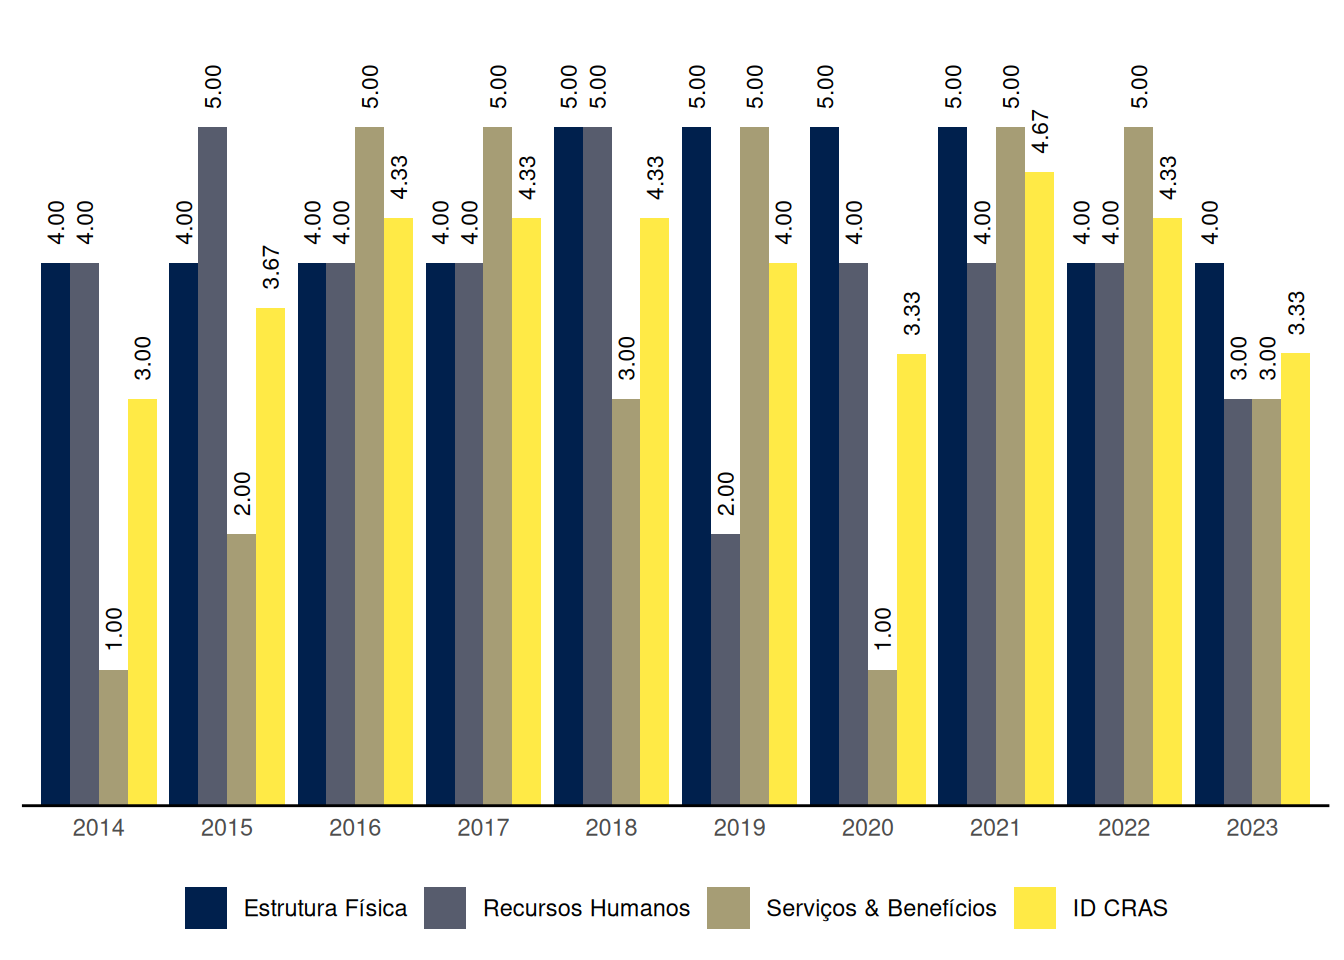 4.00 4.00 1.00 3.00
4.00 5.00 2.00 3.67
4.00 4.00 5.00 4.33
4.00 4.00 5.00 4.33
5.00 5.00 3.00 4.33
5.00 2.00 5.00 4.00
5.00 4.00 1.00 3.33
5.00 4.00 5.00 4.67
4.00 4.00 5.00 4.33
4.00 3.00 3.00 3.33
2014 2015 2016 2017 2018 2019 2020 2021 2022 2023
Estrutura Física Recursos Humanos Serviços & Benefícios ID CRAS